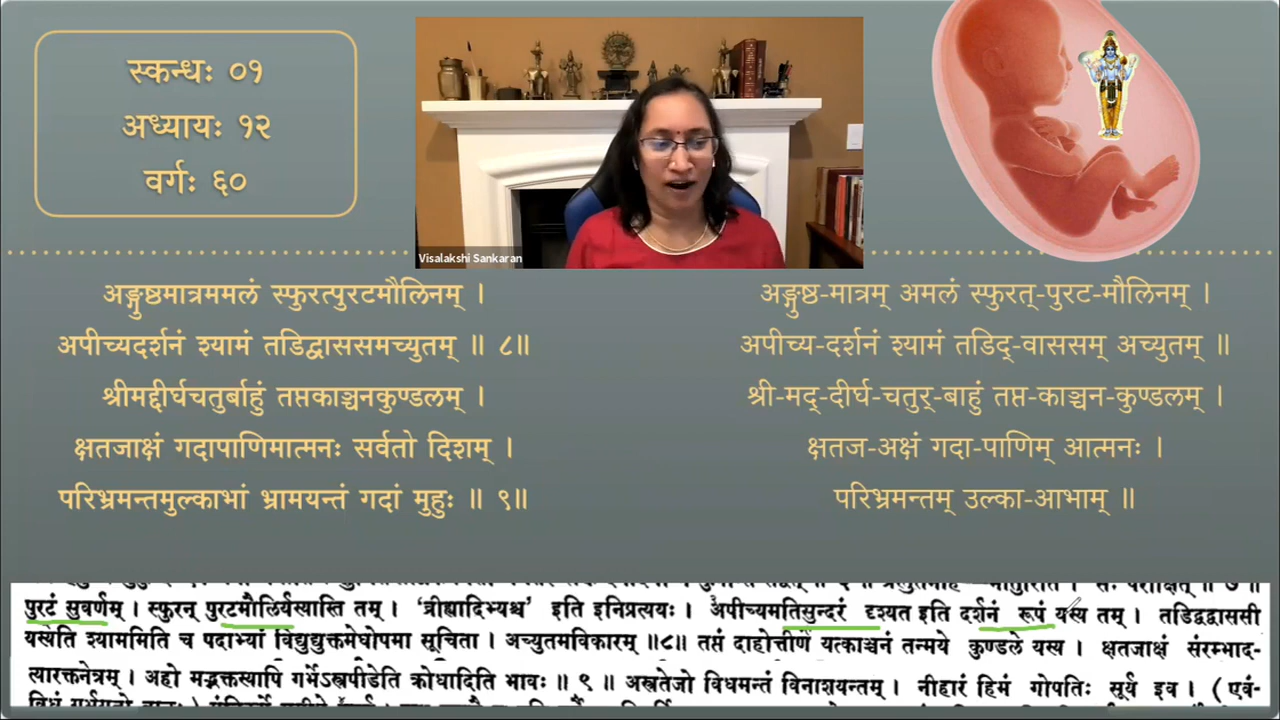 स्कन्धः ०१
अध्यायः १२
वर्गः ६०
Visalakshi Sankaran
अङ्गुष्ठमात्रममलं स्फुरत्पुरटमौलिनम् ।
अपीच्यदर्शनं श्यामं तडिद्वाससमच्युतम् ॥ ८॥
श्रीमद्दीर्घचतुर्बाहुं तप्तकाञ्चनकुण्डलम् ।
क्षतजाक्षं गदापाणिमात्मनः सर्वतो दिशम् ।
परिभ्रमन्तमुल्काभां भ्रामयन्तं गदां मुहुः ॥ ९॥
अङ्गुष्ठ-मात्रम् अमलं स्फुरत्-पुरट-मौलिनम् ।
अपीच्य-दर्शनं श्यामं तडिद्-वाससम् अच्युतम् ॥
श्री-मद्-दीर्घ-चतुर्-बाहुं तप्त-काञ्चन-कुण्डलम् ।
क्षतज-अक्षं गदा-पाणिम् आत्मनः ।
परिभ्रमन्तम् उल्का-आभाम् ॥
पुरटं सुवर्णम् । स्फुरन् पुरटमौलिर्यस्यास्ति तम् । 'व्रीह्यादिभ्यश्च' इति इनिप्रत्ययः । अपीच्यमतिसुन्दरं दृश्यत इति दर्शनं रूपं यस्य तम् । तडिद्वद्वाससी
यस्येति श्याममिति च पदाभ्यां विद्युद्युक्तमेघोपमा सूचिता । अच्युतमविकारम् ॥८॥ तप्तं दाहोत्तीर्णं यत्काञ्चनं तन्मये कुण्डले यस्य । क्षतजाक्षं संरम्भाद-
त्यारक्तनेत्रम् । अहो मद्भक्तस्यापि गर्भेऽस्त्रपीडेति क्रोधादिति भावः ॥ ९ ॥ अस्त्रतेजो विधमन्तं विनाशयन्तम् । नीहारं हिमं गोपतिः सूर्य इव । (एवं-